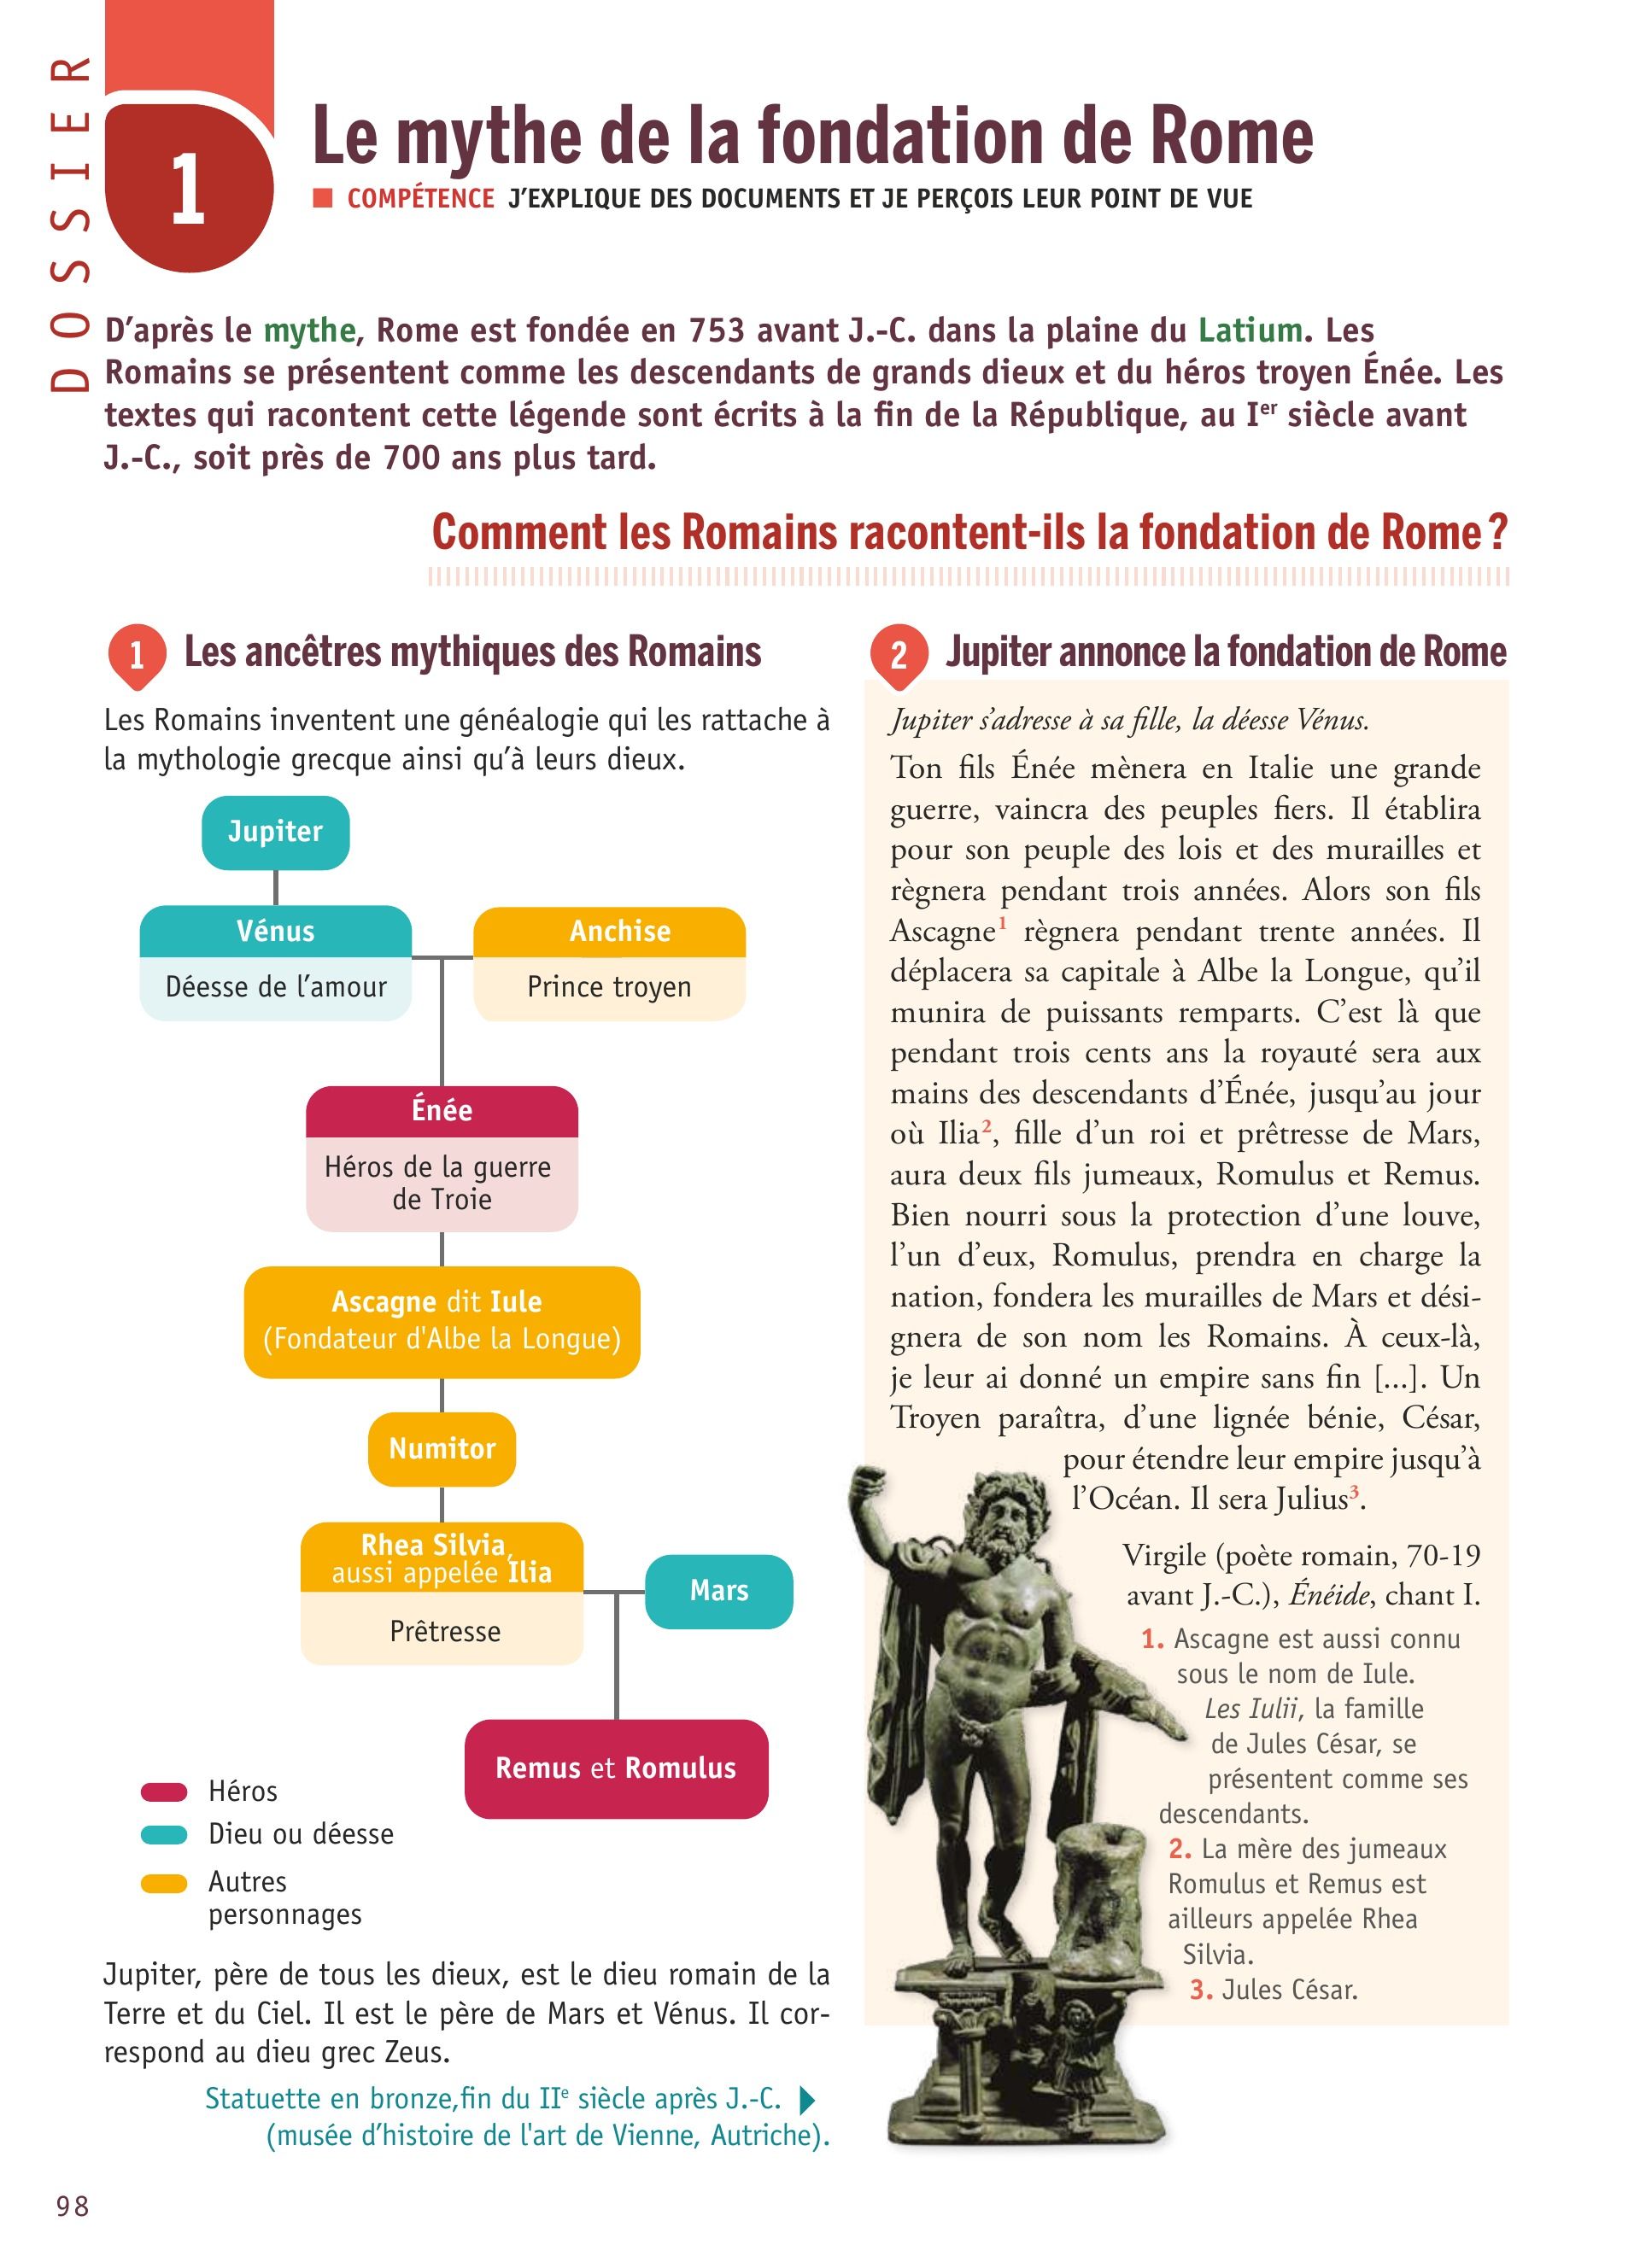 DOSSIER
1
Le mythe de la fondation de Rome
COMPÉTENCE J'EXPLIQUE DES DOCUMENTS ET JE PERÇOIS LEUR POINT DE VUE
D'après le mythe, Rome est fondée en 753 avant J.-C. dans la plaine du Latium. Les
Romains se présentent comme les descendants de grands dieux et du héros troyen Énée. Les
textes qui racontent cette légende sont écrits à la fin de la République, au Ier siècle avant
J.-C., soit près de 700 ans plus tard.
Comment les Romains racontent-ils la fondation de Rome ?
1 Les ancêtres mythiques des Romains
Les Romains inventent une généalogie qui les rattache à
la mythologie grecque ainsi qu'à leurs dieux.
Jupiter
Vénus
Déesse de l'amour
Anchise
Prince troyen
Énée
Héros de la guerre
de Troie
Ascagne dit Iule
(Fondateur d'Albe la Longue)
Numitor
Rhea Silvia,
aussi appelée Ilia
Prêtresse
Mars
Remus et Romulus
Héros
Dieu ou déesse
Autres
personnages
Jupiter, père de tous les dieux, est le dieu romain de la
Terre et du Ciel. Il est le père de Mars et Vénus. Il cor-
respond au dieu grec Zeus.
Statuette en bronze,fin du IIe siècle après J.-C.
(musée d'histoire de l'art de Vienne, Autriche).
2 Jupiter annonce la fondation de Rome
Jupiter s'adresse à sa fille, la déesse Vénus.
Ton fils Énée mènera en Italie une grande
guerre, vaincra des peuples fiers. Il établira
pour son peuple des lois et des murailles et
règnera pendant trois années. Alors son fils
Ascagne1 règnera pendant trente années. Il
déplacera sa capitale à Albe la Longue, qu'il
munira de puissants remparts. C'est là que
pendant trois cents ans la royauté sera aux
mains des descendants d'Énée, jusqu'au jour
où Ilia2, fille d'un roi et prêtresse de Mars,
aura deux fils jumeaux, Romulus et Remus.
Bien nourri sous la protection d'une louve,
l'un d'eux, Romulus, prendra en charge la
nation, fondera les murailles de Mars et dési-
gnera de son nom les Romains. À ceux-là,
je leur ai donné un empire sans fin [...]. Un
Troyen paraîtra, d'une lignée bénie, César,
pour étendre leur empire jusqu'à
l'Océan. Il sera Julius3.
Virgile (poète romain, 70-19
avant J.-C.), Énéide, chant I.
1. Ascagne est aussi connu
sous le nom de Iule.
Les Iulii, la famille
de Jules César, se
présentent comme ses
descendants.
2. La mère des jumeaux
Romulus et Remus est
ailleurs appelée Rhea
Silvia.
3. Jules César.
98